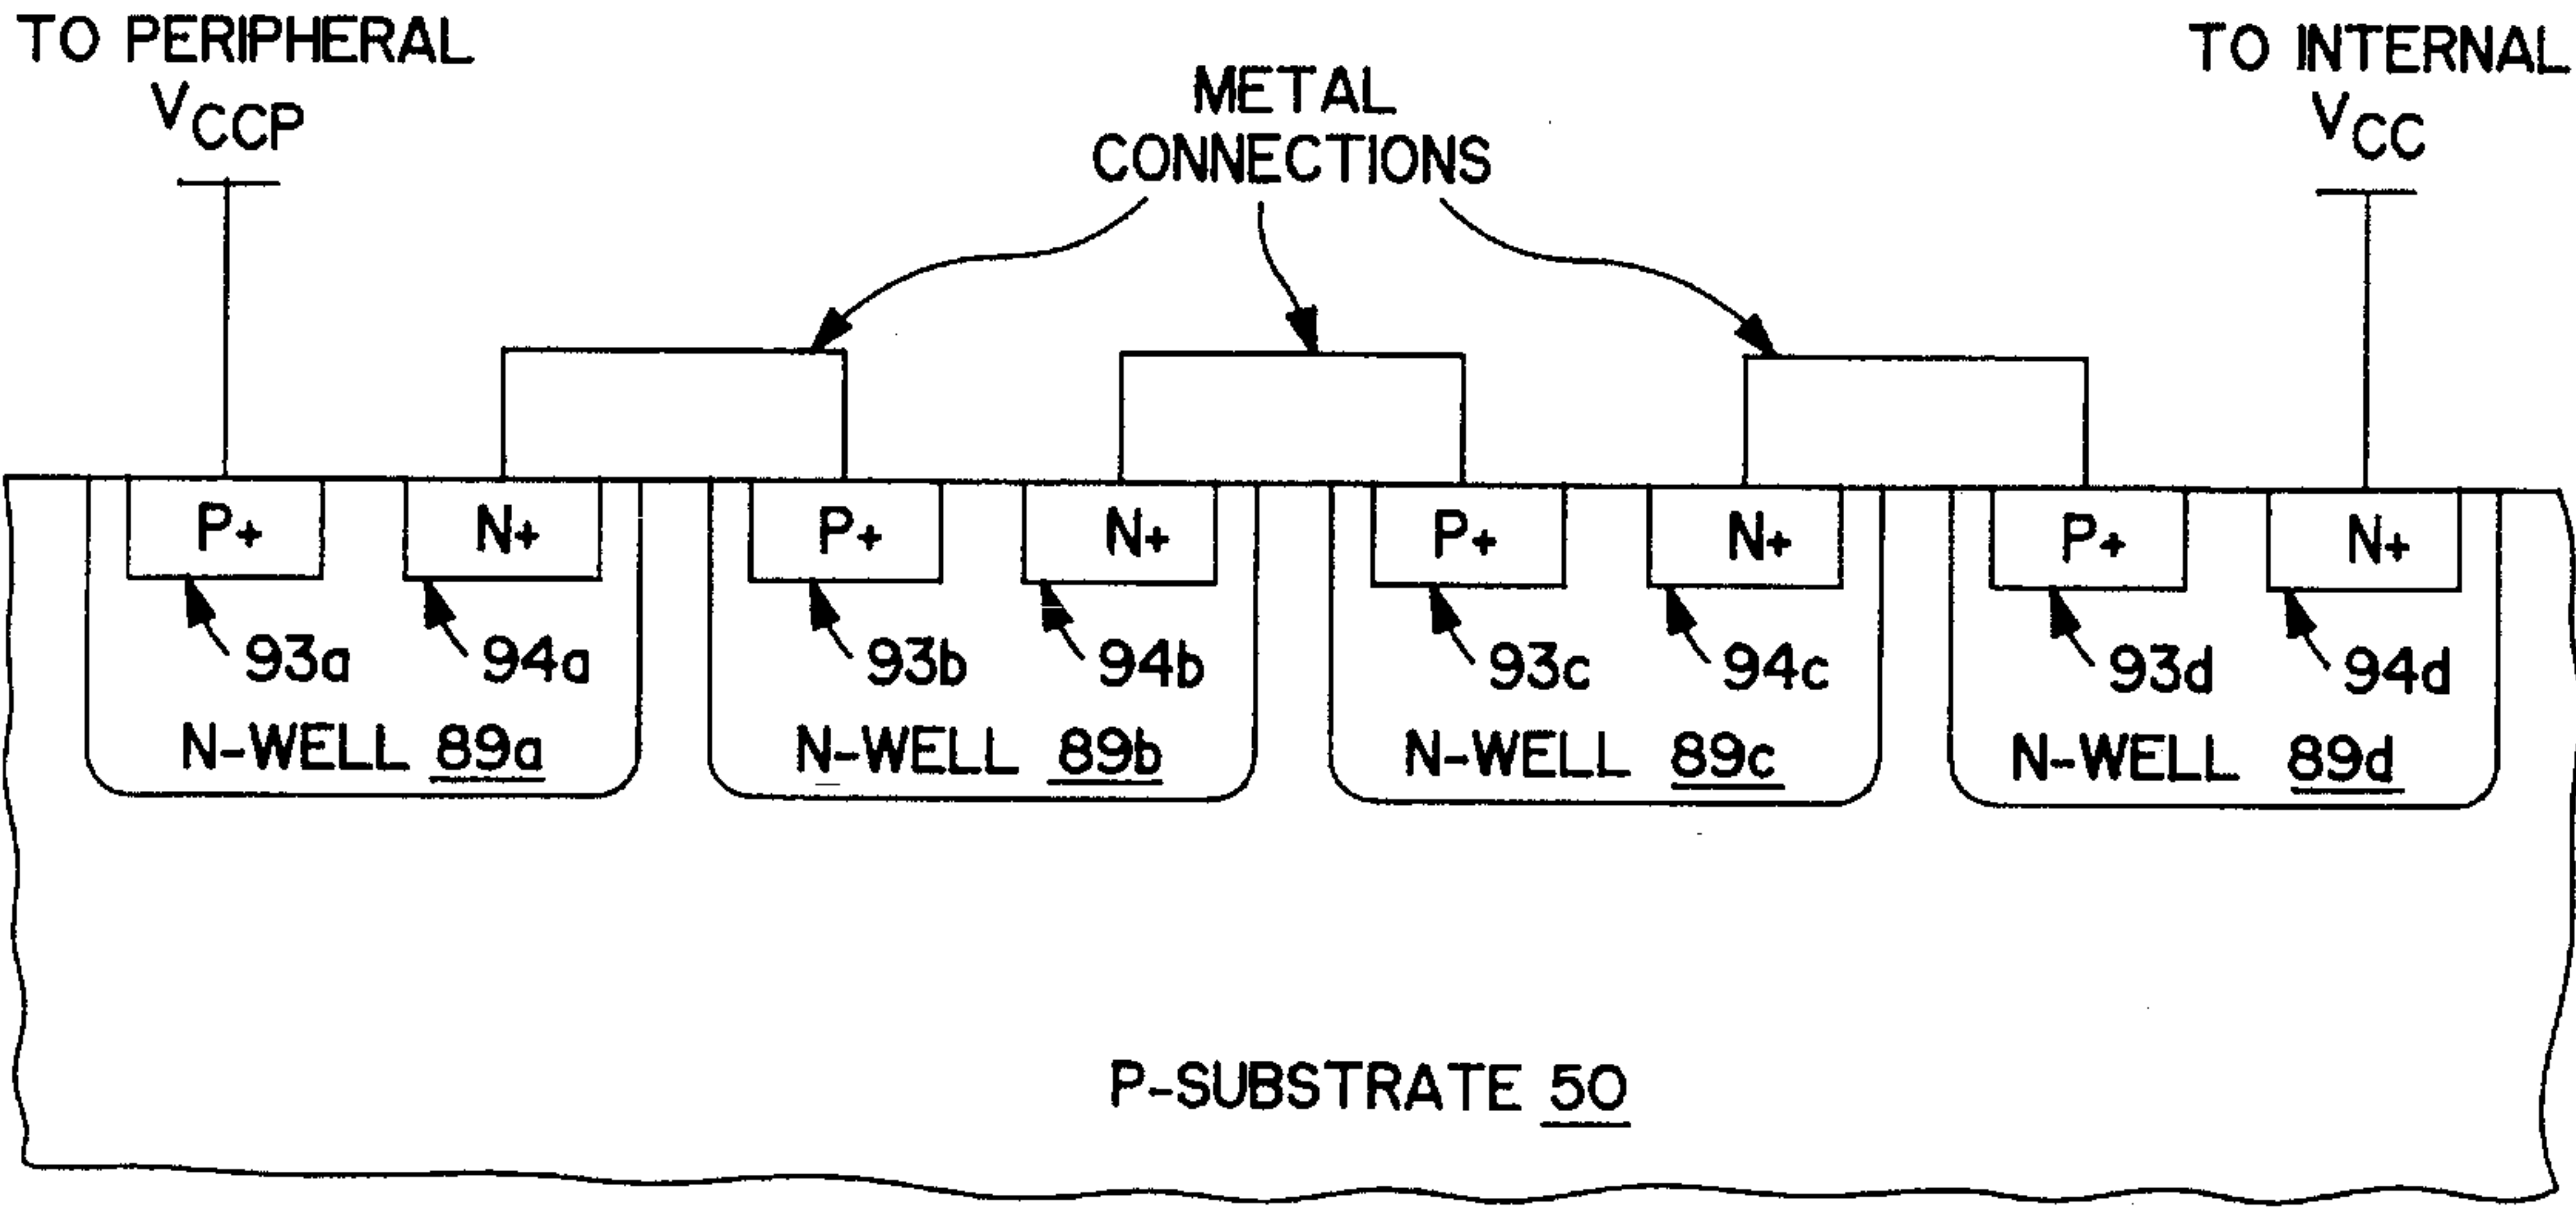 TO PERIPHERAL
VCCP
METAL
CONNECTIONS
TO INTERNAL
VCC
P+
N+
P+
N+
P+
N+
P+
N+
93a
94a
93b
94b
93c
94c
93d
94d
N-WELL 89a
N-WELL 89b
N-WELL 89c
N-WELL 89d
P-SUBSTRATE 50